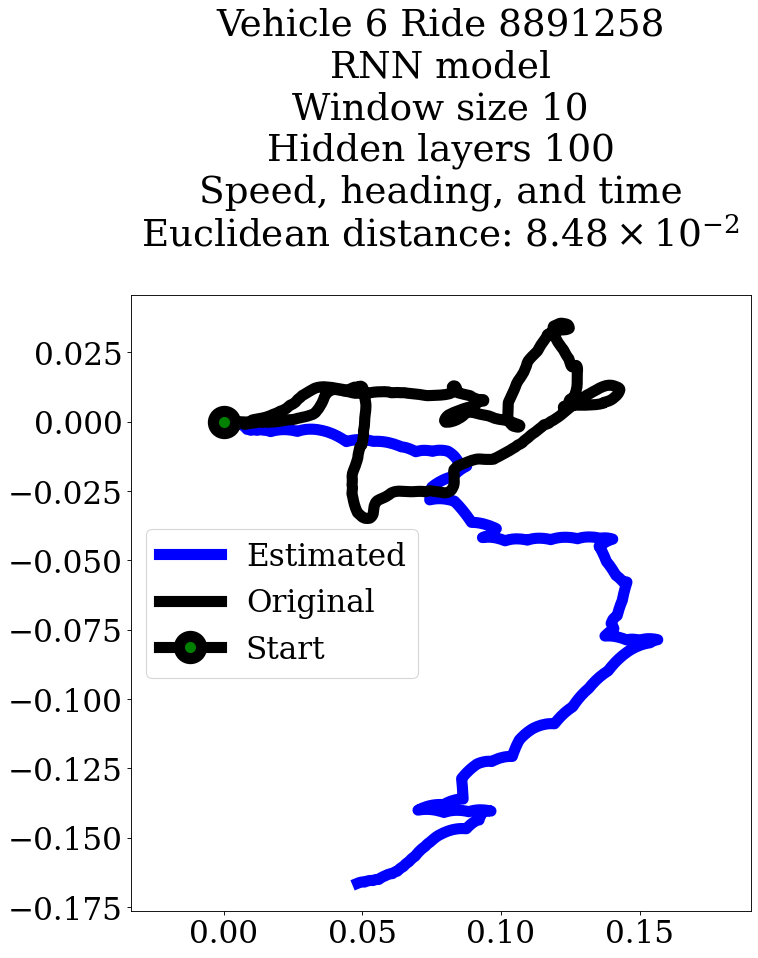 Vehicle 6 Ride 8891258
RNN model
Window size 10
Hidden layers 100
Speed, heading, and time
Euclidean distance: 8.48 × 10⁻²
0.025
0.000
−0.025
−0.050
−0.075
−0.100
−0.125
−0.150
−0.175
Estimated
Original
Start
0.00 0.05 0.10 0.15